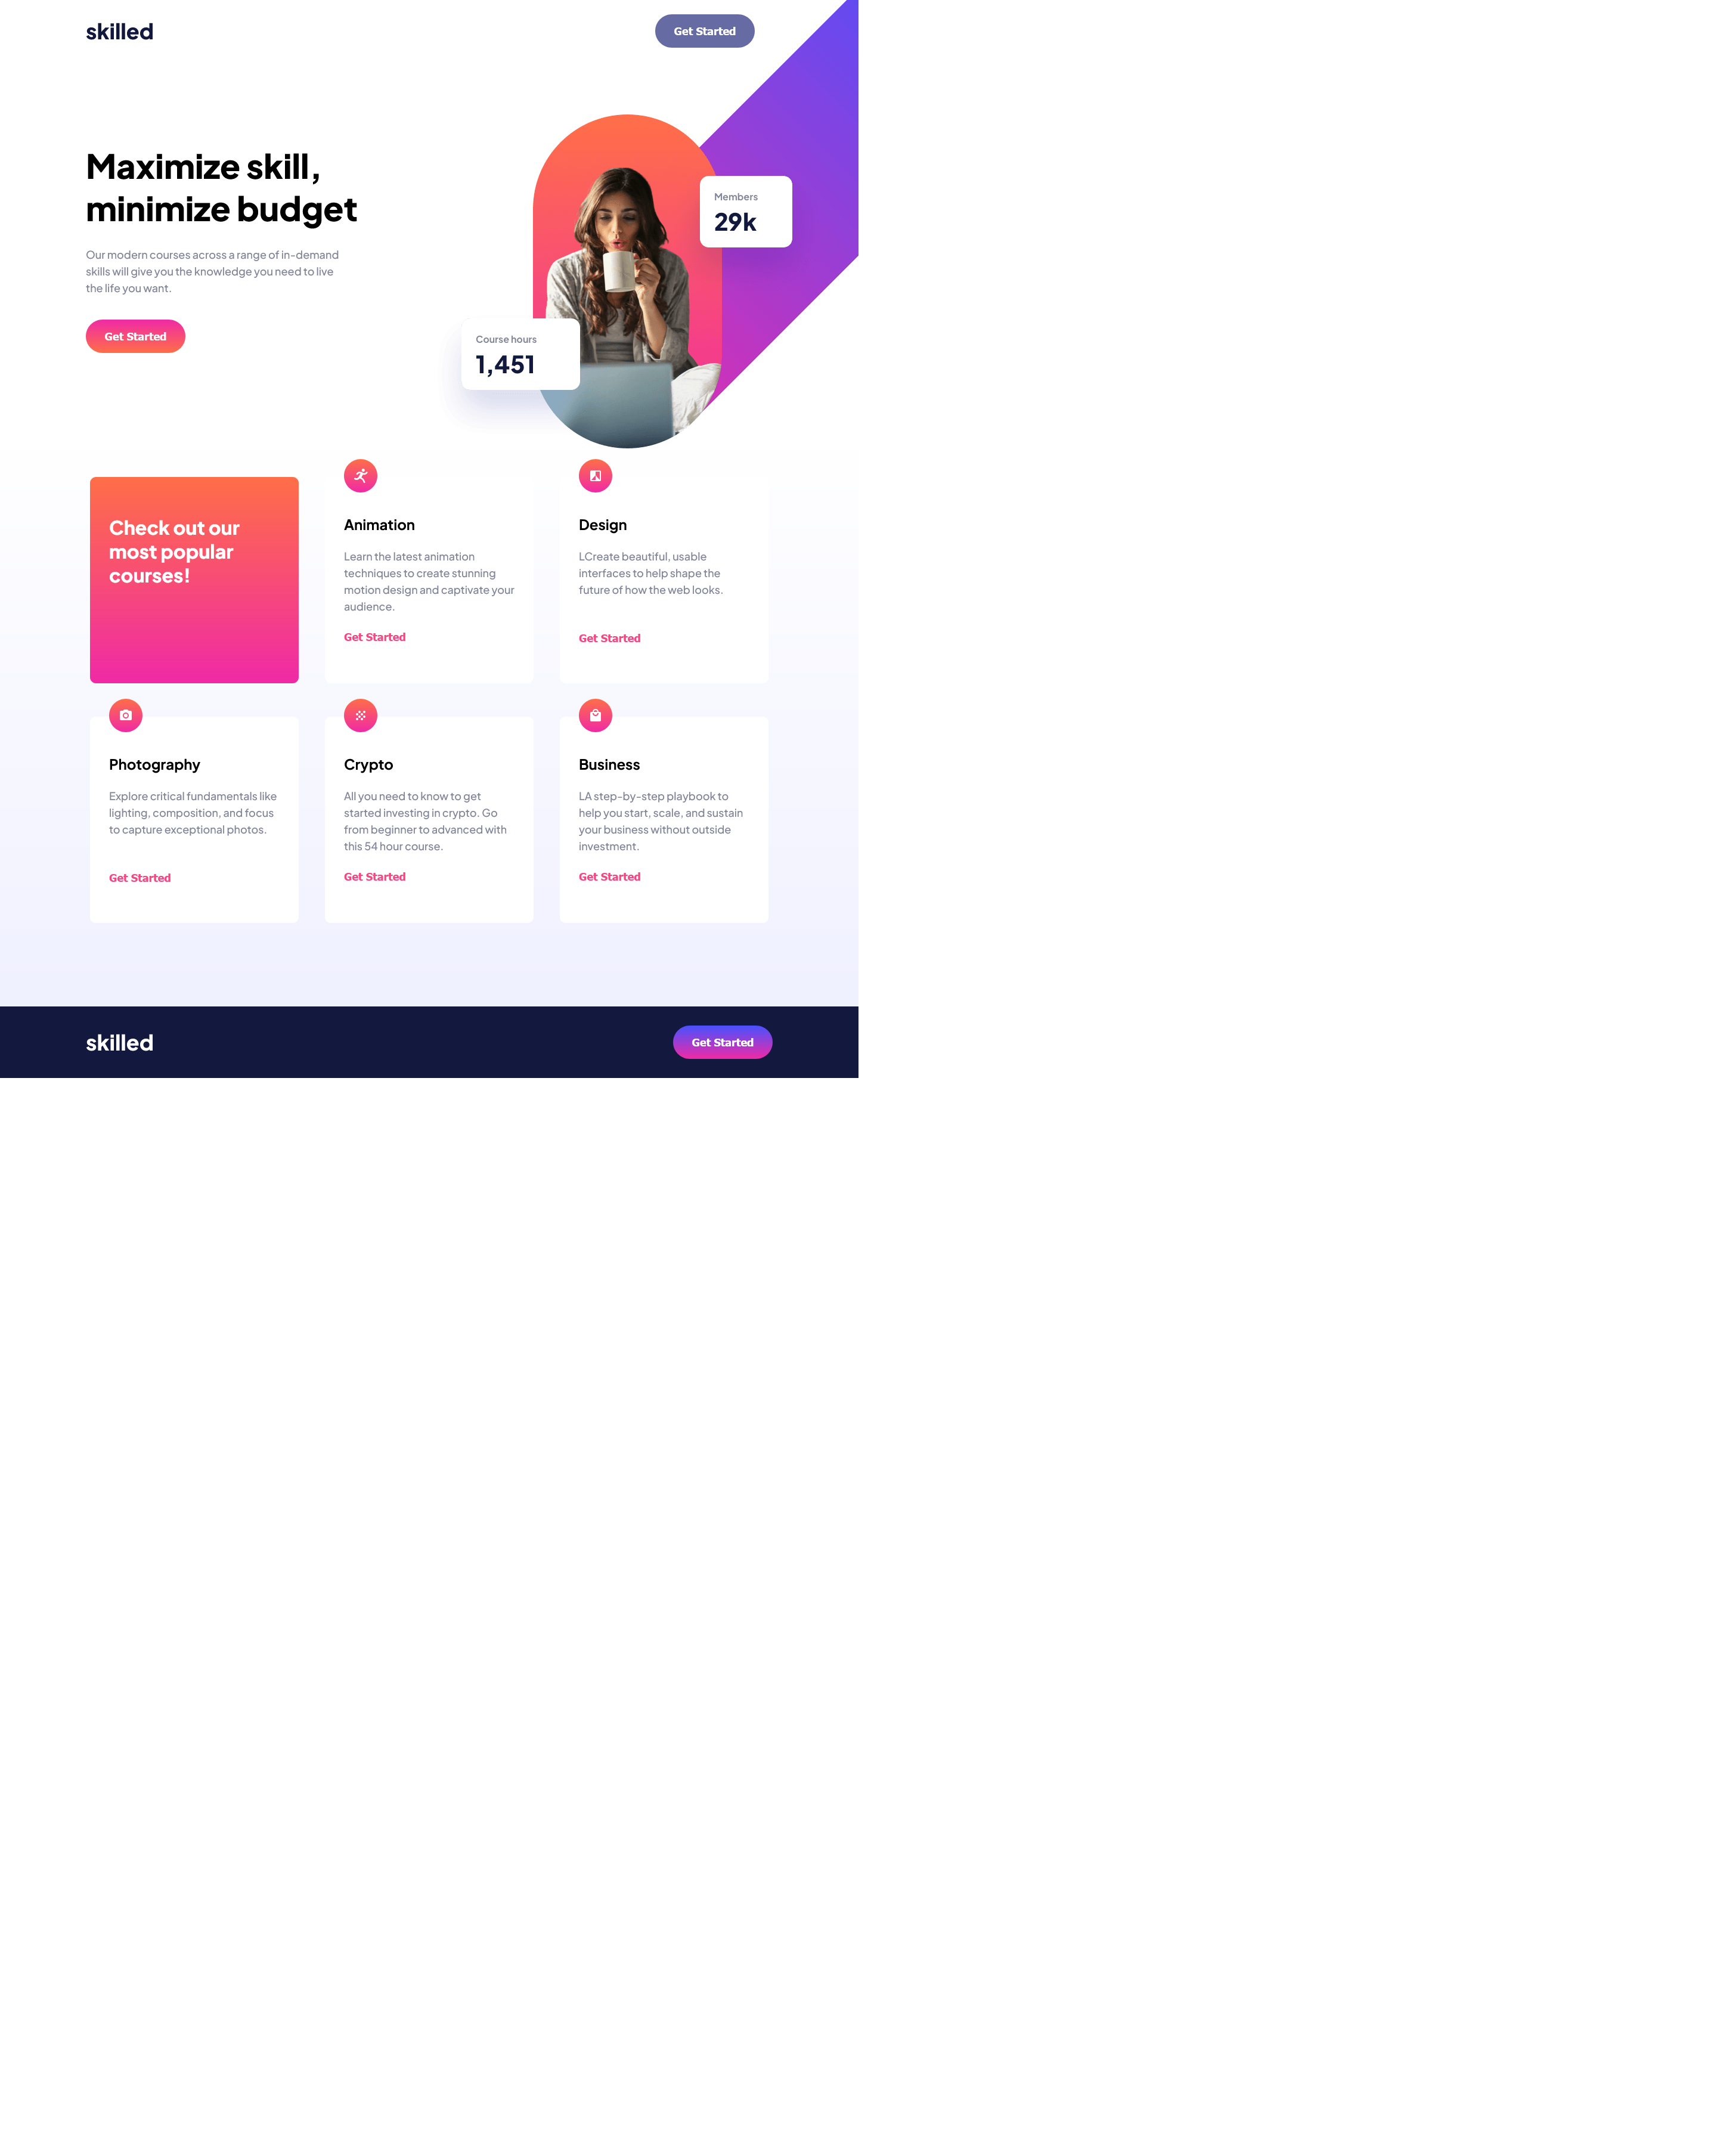 skilled
Get Started
Maximize skill,
minimize budget
Our modern courses across a range of in-demand
skills will give you the knowledge you need to live
the life you want.
Get Started
Members
29k
Course hours
1,451
Check out our
most popular
courses!
Animation
Learn the latest animation
techniques to create stunning
motion design and captivate your
audience.
Get Started
Design
LCreate beautiful, usable
interfaces to help shape the
future of how the web looks.
Get Started
Photography
Explore critical fundamentals like
lighting, composition, and focus
to capture exceptional photos.
Get Started
Crypto
All you need to know to get
started investing in crypto. Go
from beginner to advanced with
this 54 hour course.
Get Started
Business
LA step-by-step playbook to
help you start, scale, and sustain
your business without outside
investment.
Get Started
skilled
Get Started